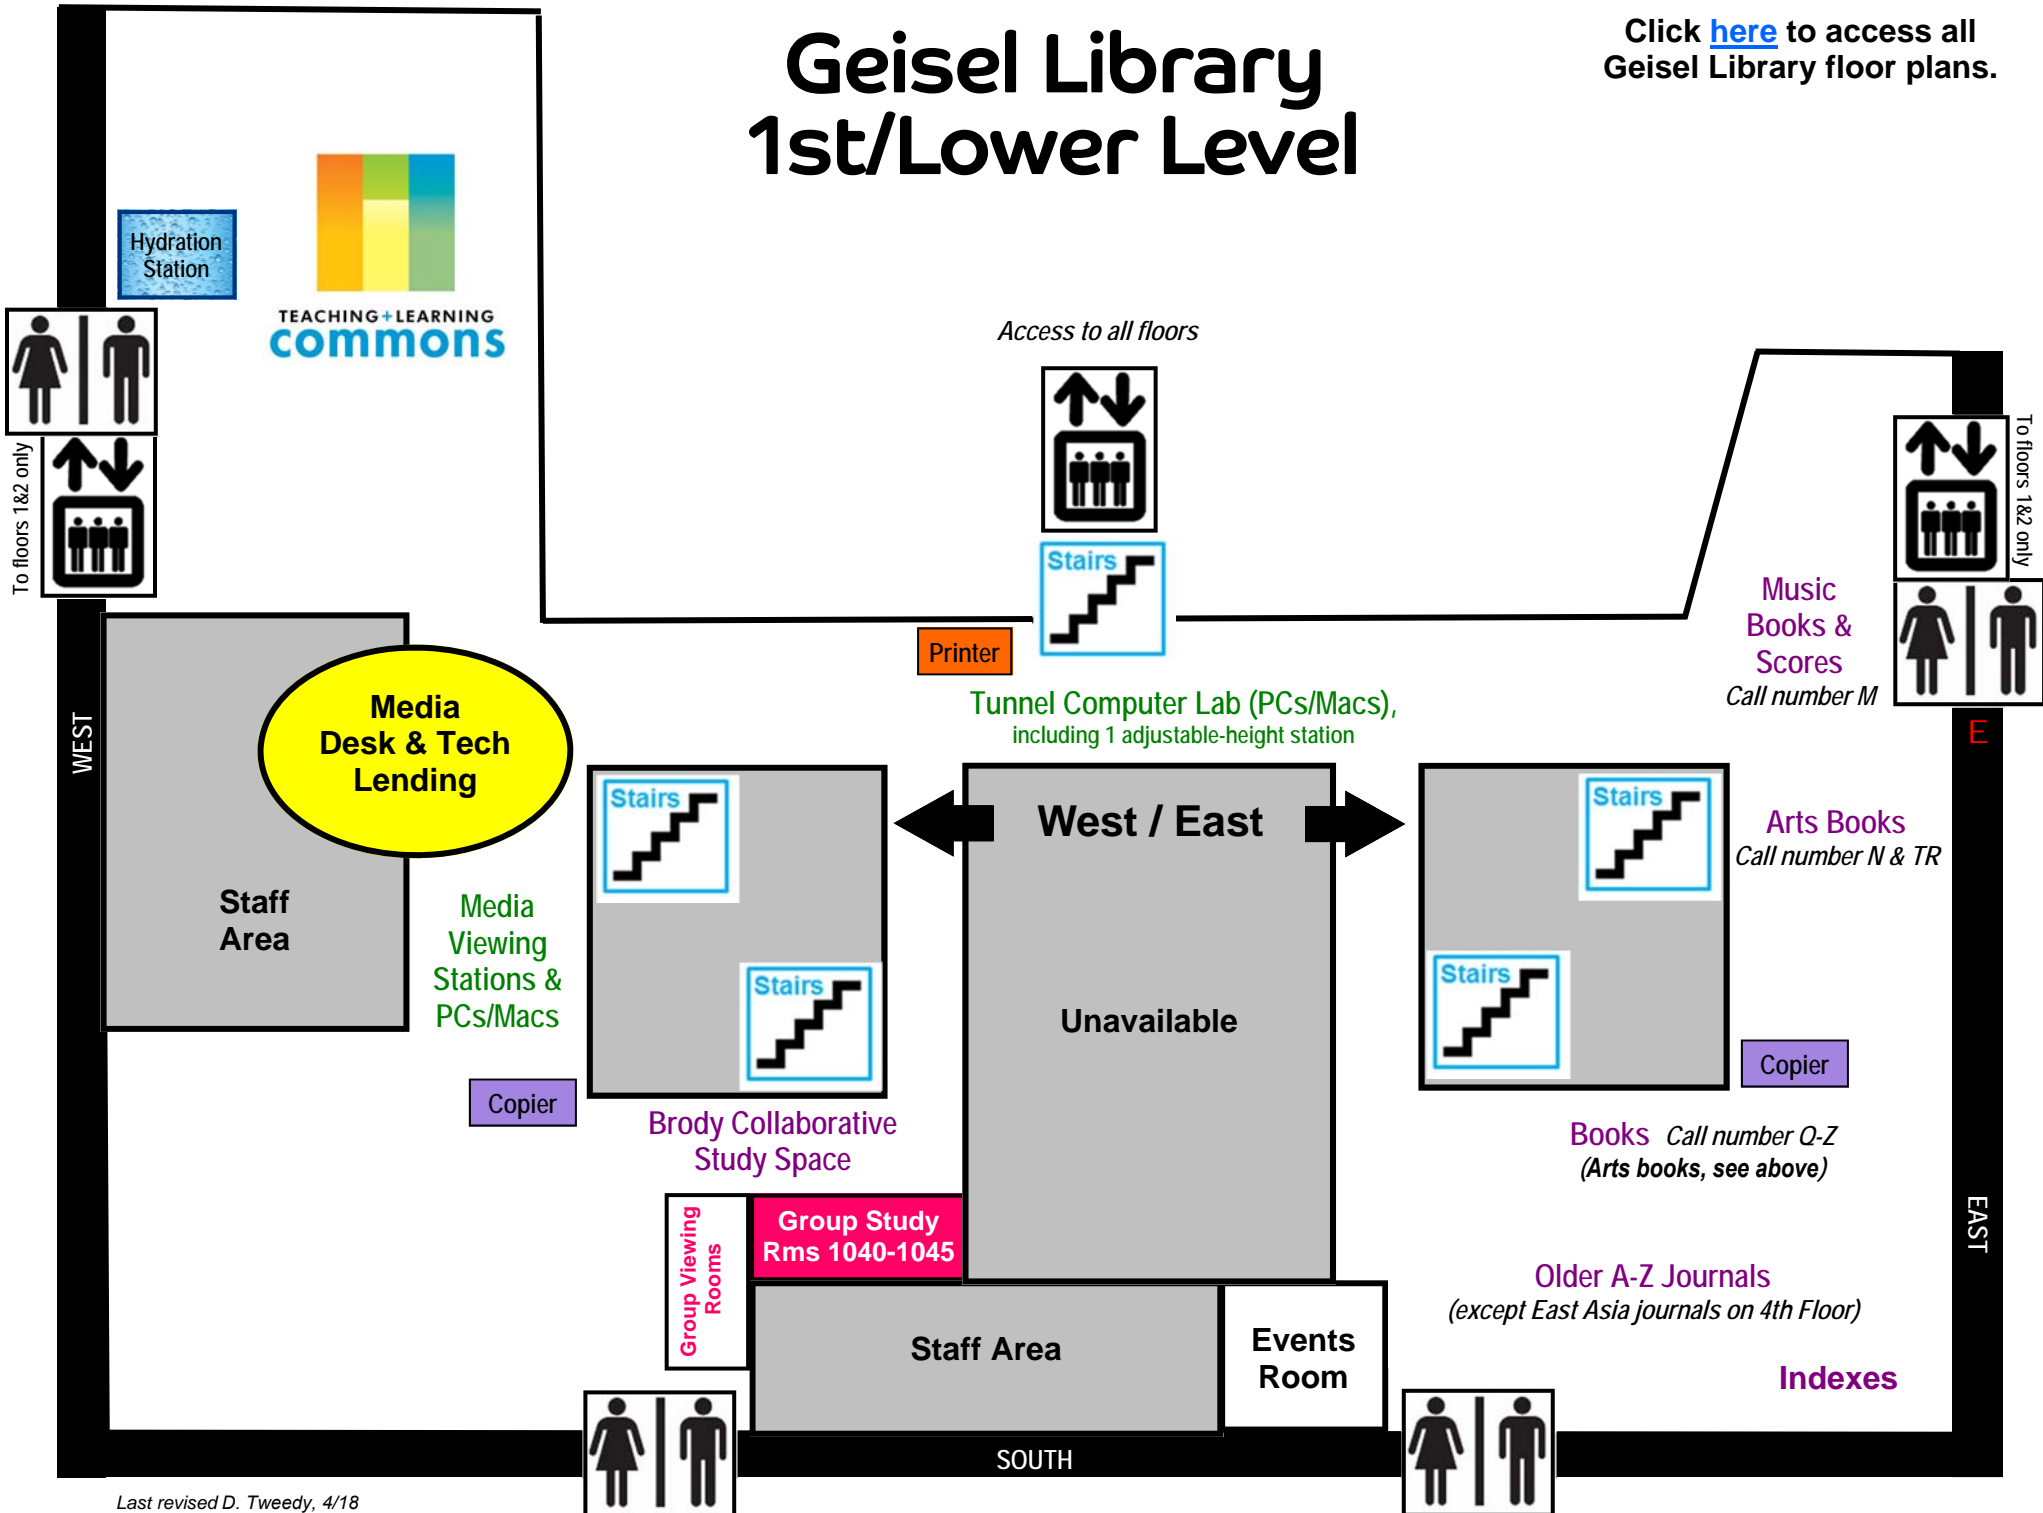 Geisel Library
1st/Lower Level
Click here to access all
Geisel Library floor plans.
Hydration
Station
TEACHING+LEARNING
commons
To floors 1&2 only
Access to all floors
Stairs
To floors 1&2 only
Music
Books &
Scores
Call number M
E
Printer
Tunnel Computer Lab (PCs/Macs),
including 1 adjustable-height station
WEST
Media
Desk & Tech
Lending
Staff
Area
Media
Viewing
Stations &
PCs/Macs
Stairs
Stairs
West / East
Unavailable
Stairs
Stairs
Arts Books
Call number N & TR
Copier
Copier
Brody Collaborative
Study Space
Books Call number Q-Z
(Arts books, see above)
EAST
Group Viewing
Rooms
Group Study
Rms 1040-1045
Older A-Z Journals
(except East Asia journals on 4th Floor)
Staff Area
Events
Room
Indexes
SOUTH
Last revised D. Tweedy, 4/18